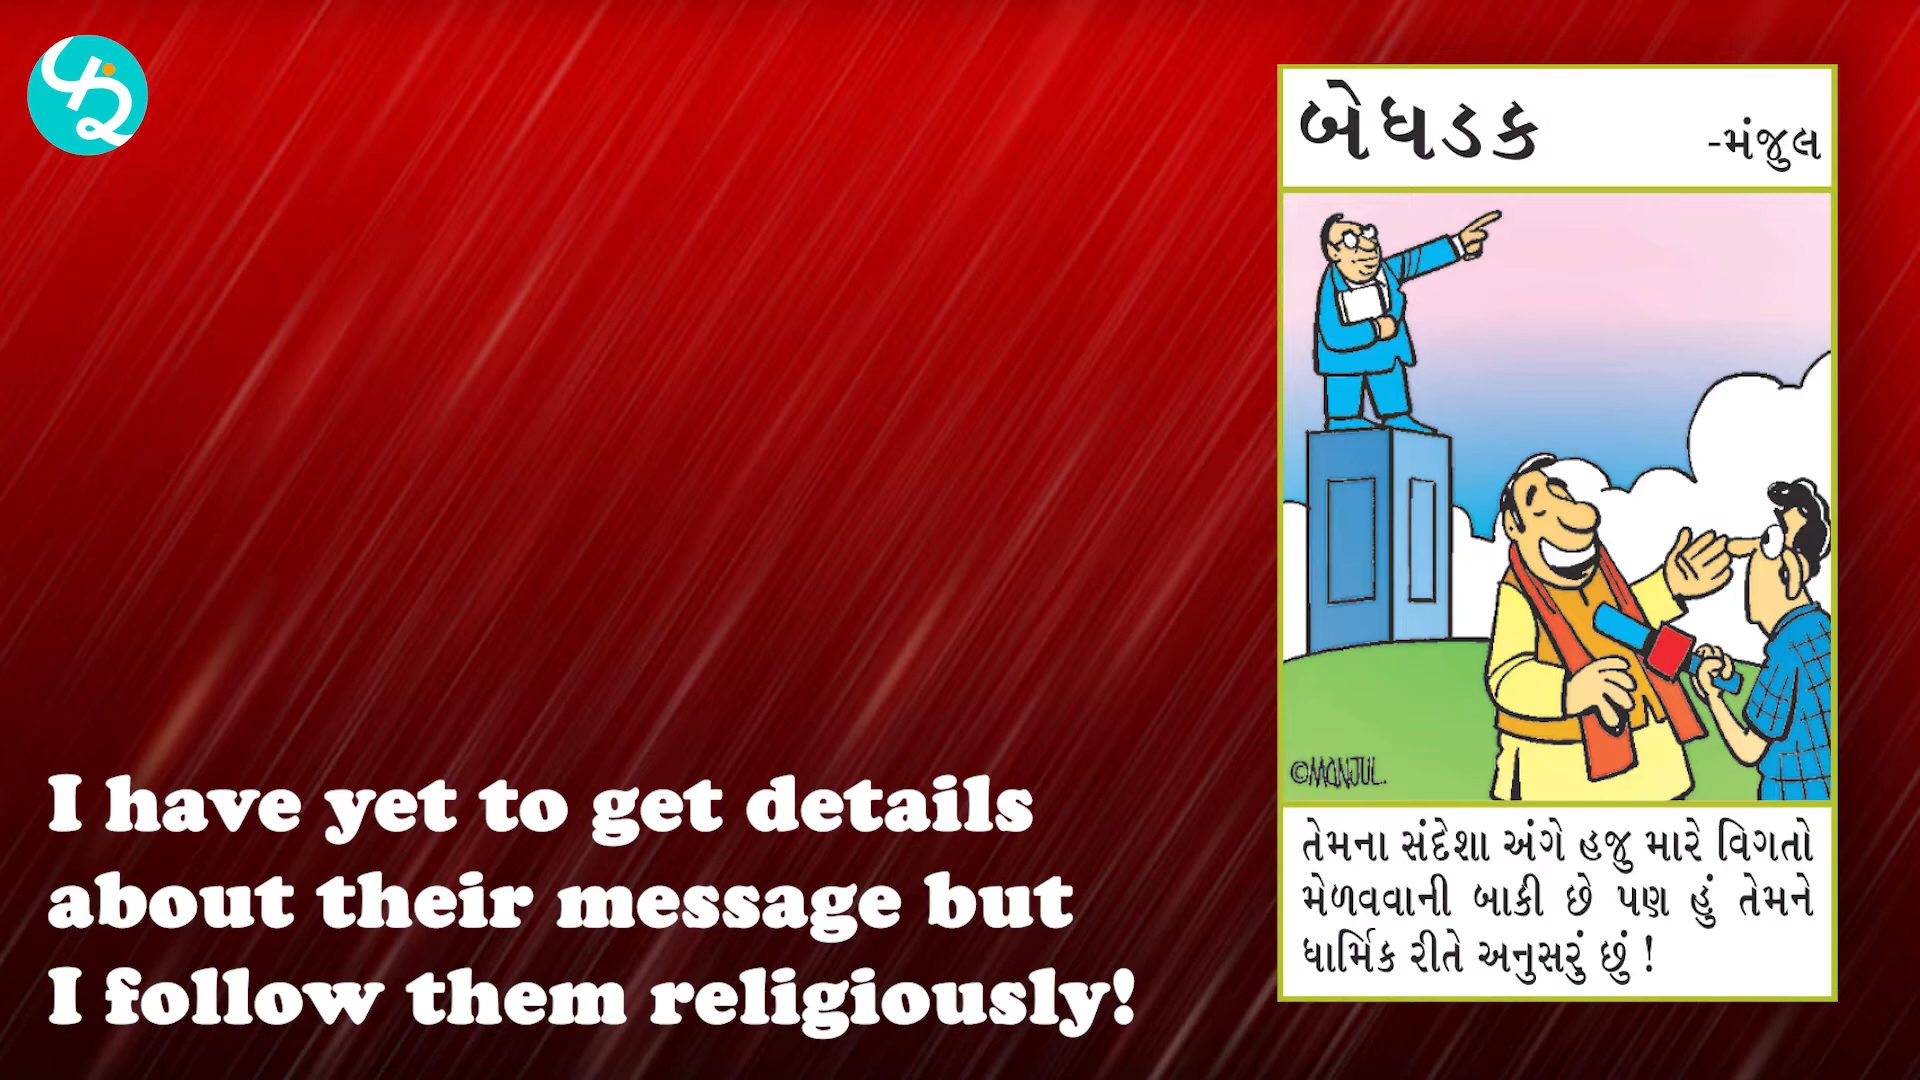 બેધડક
-મંજુલ
©MANJUL.
તેમના સંદેશા અંગે હજુ મારે વિગતો
મેળવવાની બાકી છે પણ હું તેમને
ધાર્મિક રીતે અનુસરું છું !
I have yet to get details
about their message but
I follow them religiously!